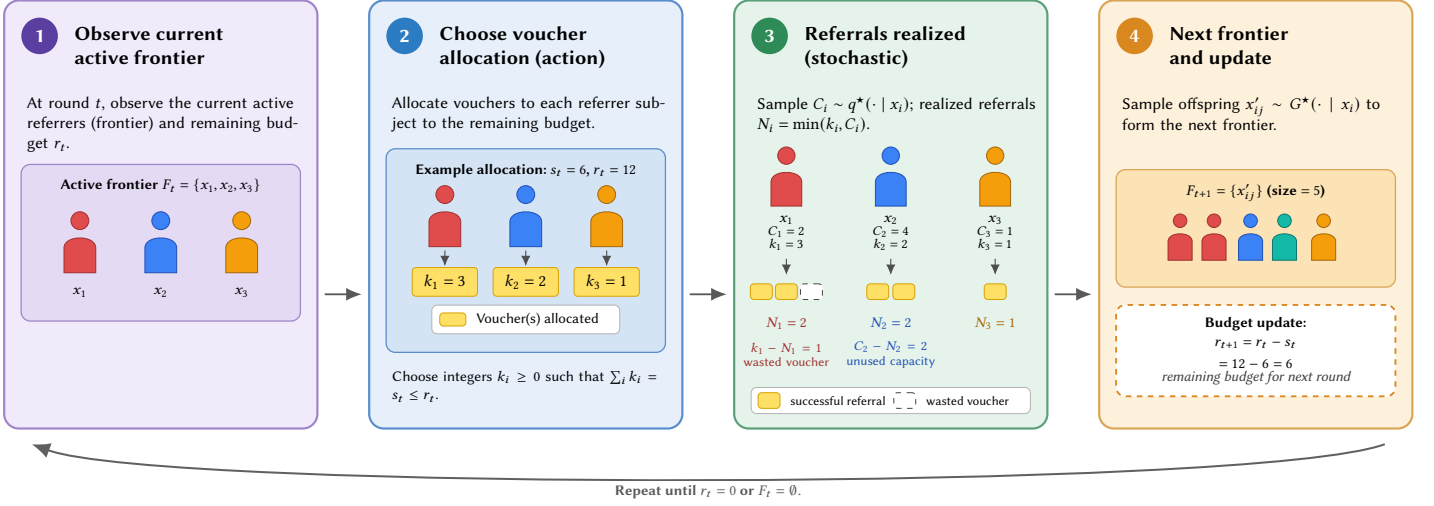 1
Observe current
active frontier
At round t, observe the current active
referrers (frontier) and remaining bud-
get r_t.
Active frontier F_t = {x_1, x_2, x_3}
x_1 x_2 x_3
2
Choose voucher
allocation (action)
Allocate vouchers to each referrer sub-
ject to the remaining budget.
Example allocation: s_t = 6, r_t = 12
k_1 = 3 k_2 = 2 k_3 = 1
Voucher(s) allocated
Choose integers k_i ≥ 0 such that ∑_i k_i =
s_t ≤ r_t.
3
Referrals realized
(stochastic)
Sample C_i ∼ q^★(· | x_i); realized referrals
N_i = min(k_i, C_i).
x_1 x_2 x_3
C_1 = 2 C_2 = 4 C_3 = 1
k_1 = 3 k_2 = 2 k_3 = 1
N_1 = 2 N_2 = 2 N_3 = 1
k_1 − N_1 = 1 C_2 − N_2 = 2
wasted voucher unused capacity
successful referral wasted voucher
4
Next frontier
and update
Sample offspring x′_{ij} ∼ G^★(· | x_i) to
form the next frontier.
F_{t+1} = {x′_{ij}} (size = 5)
Budget update:
r_{t+1} = r_t − s_t
= 12 − 6 = 6
remaining budget for next round
Repeat until r_t = 0 or F_t = ∅.